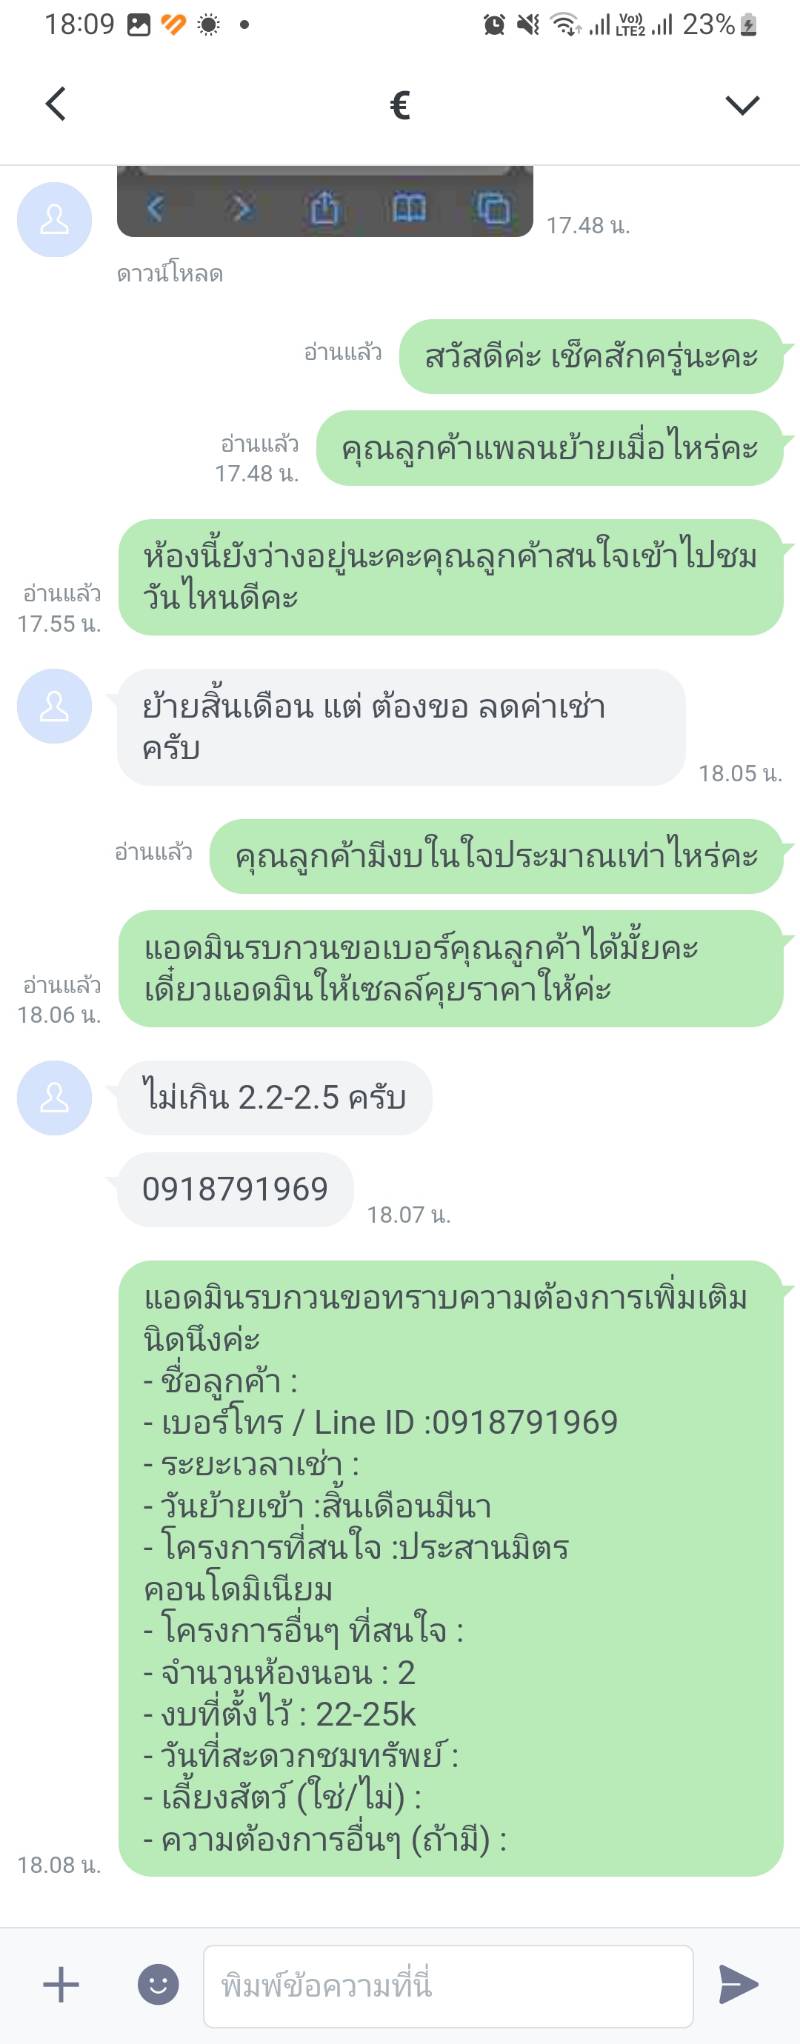 18:09
Vo)) LTE2 23%
€
17.48 น.
ดาวน์โหลด
อ่านแล้ว
สวัสดีค่ะ เช็คสักครู่นะคะ
อ่านแล้ว
17.48 น.
คุณลูกค้าแพลนย้ายเมื่อไหร่คะ
ห้องนี้ยังว่างอยู่นะคะคุณลูกค้าสนใจเข้าไปชม
วันไหนดีคะ
อ่านแล้ว
17.55 น.
ย้ายสิ้นเดือน แต่ ต้องขอ ลดค่าเช่า
ครับ
18.05 น.
อ่านแล้ว
คุณลูกค้ามีงบในใจประมาณเท่าไหร่คะ
แอดมินรบกวนขอเบอร์คุณลูกค้าได้มั้ยคะ
เดี๋ยวแอดมินให้เซลล์คุยราคาให้ค่ะ
อ่านแล้ว
18.06 น.
ไม่เกิน 2.2-2.5 ครับ
0918791969
18.07 น.
แอดมินรบกวนขอทราบความต้องการเพิ่มเติม
นิดนึงค่ะ
- ชื่อลูกค้า :
- เบอร์โทร / Line ID :0918791969
- ระยะเวลาเช่า :
- วันย้ายเข้า :สิ้นเดือนมีนา
- โครงการที่สนใจ :ประสานมิตร
คอนโดมิเนียม
- โครงการอื่นๆ ที่สนใจ :
- จำนวนห้องนอน : 2
- งบที่ตั้งไว้ : 22-25k
- วันที่สะดวกชมทรัพย์ :
- เลี้ยงสัตว์ (ใช่/ไม่) :
- ความต้องการอื่นๆ (ถ้ามี) :
18.08 น.
พิมพ์ข้อความที่นี่